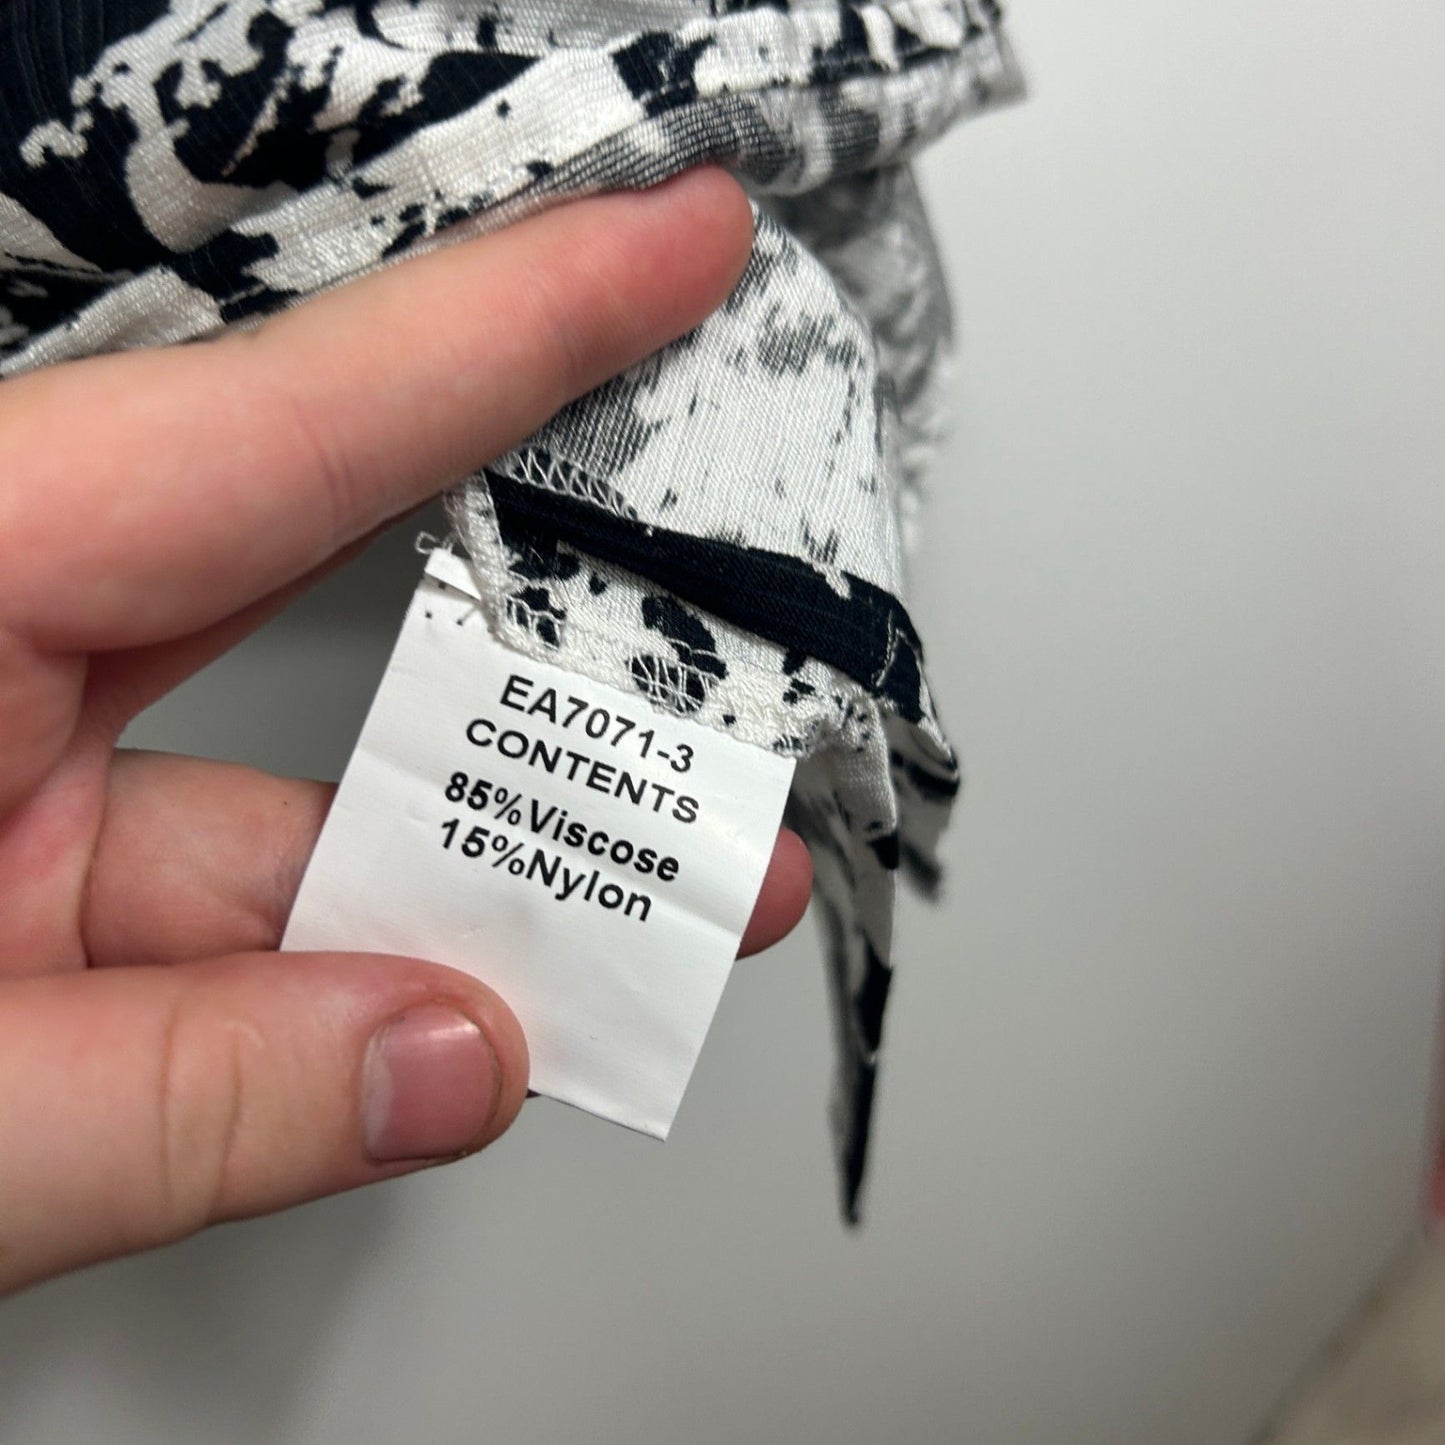 EA7071-3
CONTENTS
85%Viscose
15%Nylon